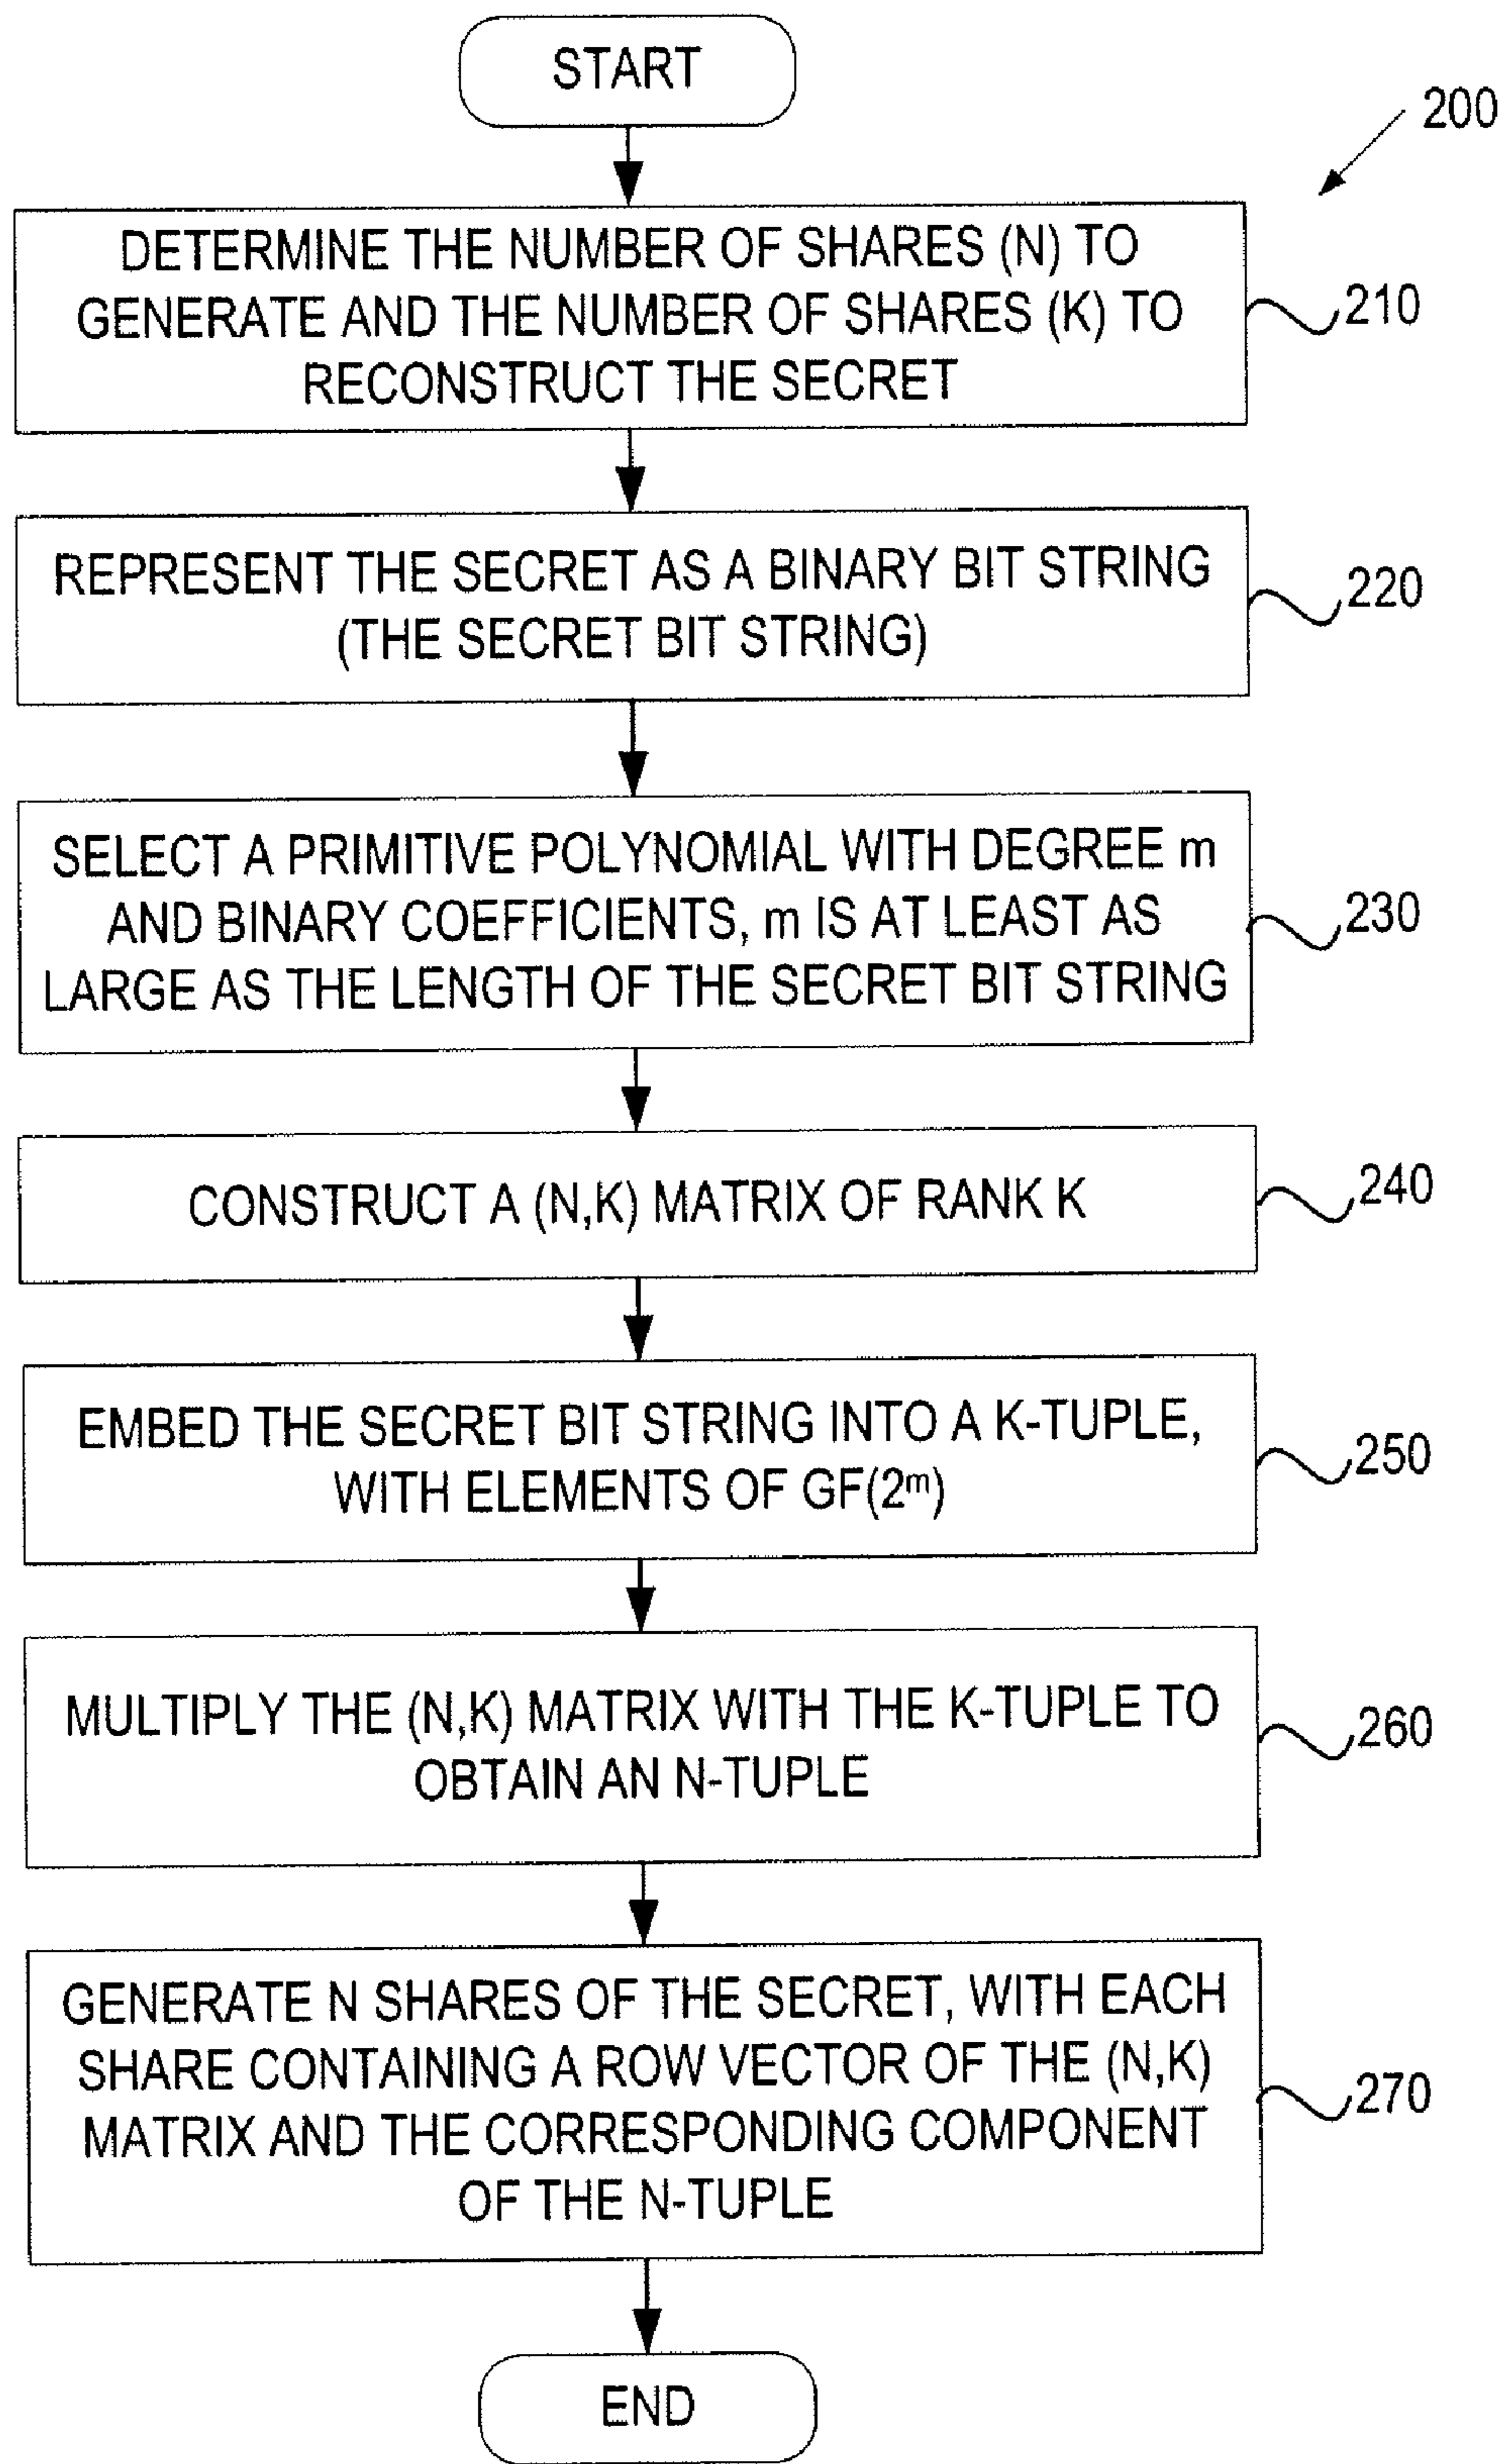 START
200
DETERMINE THE NUMBER OF SHARES (N) TO
GENERATE AND THE NUMBER OF SHARES (K) TO
RECONSTRUCT THE SECRET
210
REPRESENT THE SECRET AS A BINARY BIT STRING
(THE SECRET BIT STRING)
220
SELECT A PRIMITIVE POLYNOMIAL WITH DEGREE m
AND BINARY COEFFICIENTS, m IS AT LEAST AS
LARGE AS THE LENGTH OF THE SECRET BIT STRING
230
CONSTRUCT A (N,K) MATRIX OF RANK K
240
EMBED THE SECRET BIT STRING INTO A K-TUPLE,
WITH ELEMENTS OF GF(2ᵐ)
250
MULTIPLY THE (N,K) MATRIX WITH THE K-TUPLE TO
OBTAIN AN N-TUPLE
260
GENERATE N SHARES OF THE SECRET, WITH EACH
SHARE CONTAINING A ROW VECTOR OF THE (N,K)
MATRIX AND THE CORRESPONDING COMPONENT
OF THE N-TUPLE
270
END